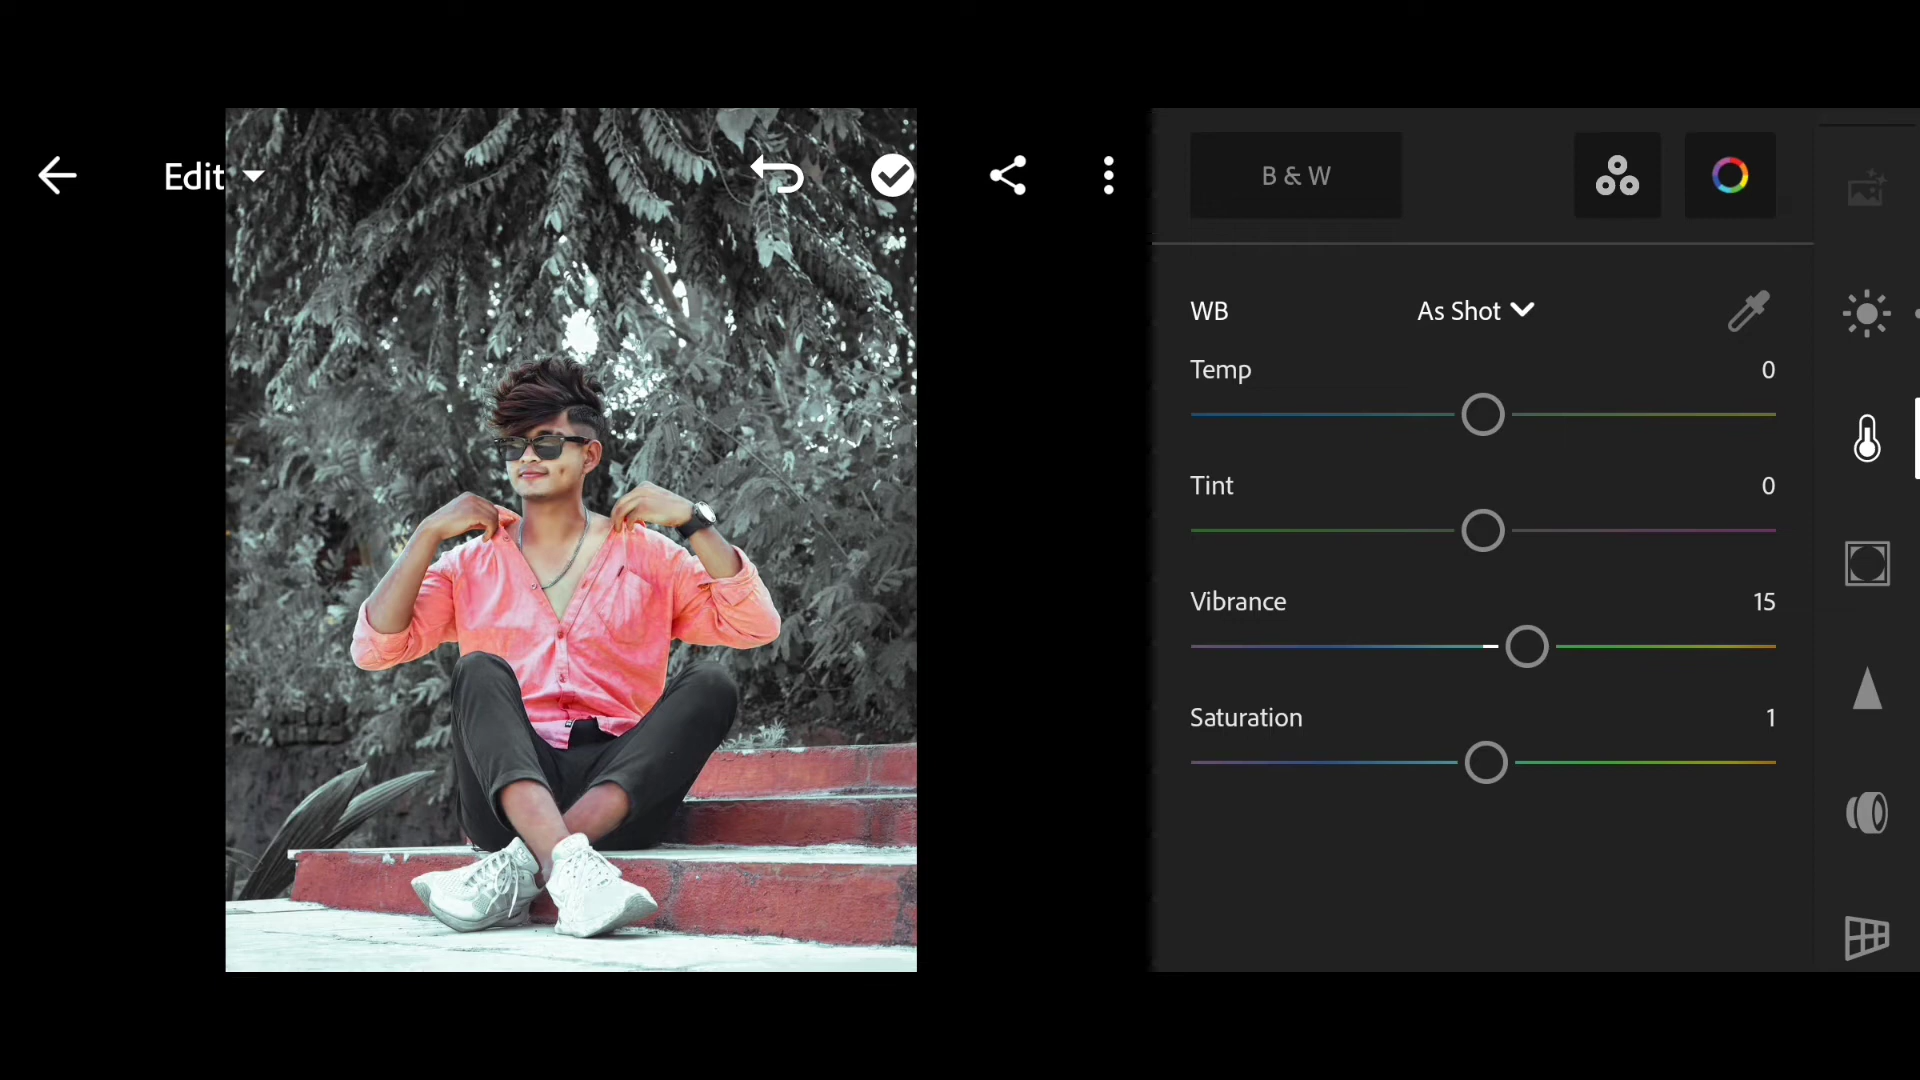 Edit
B & W
WB As Shot
Temp 0
Tint 0
Vibrance 15
Saturation 1